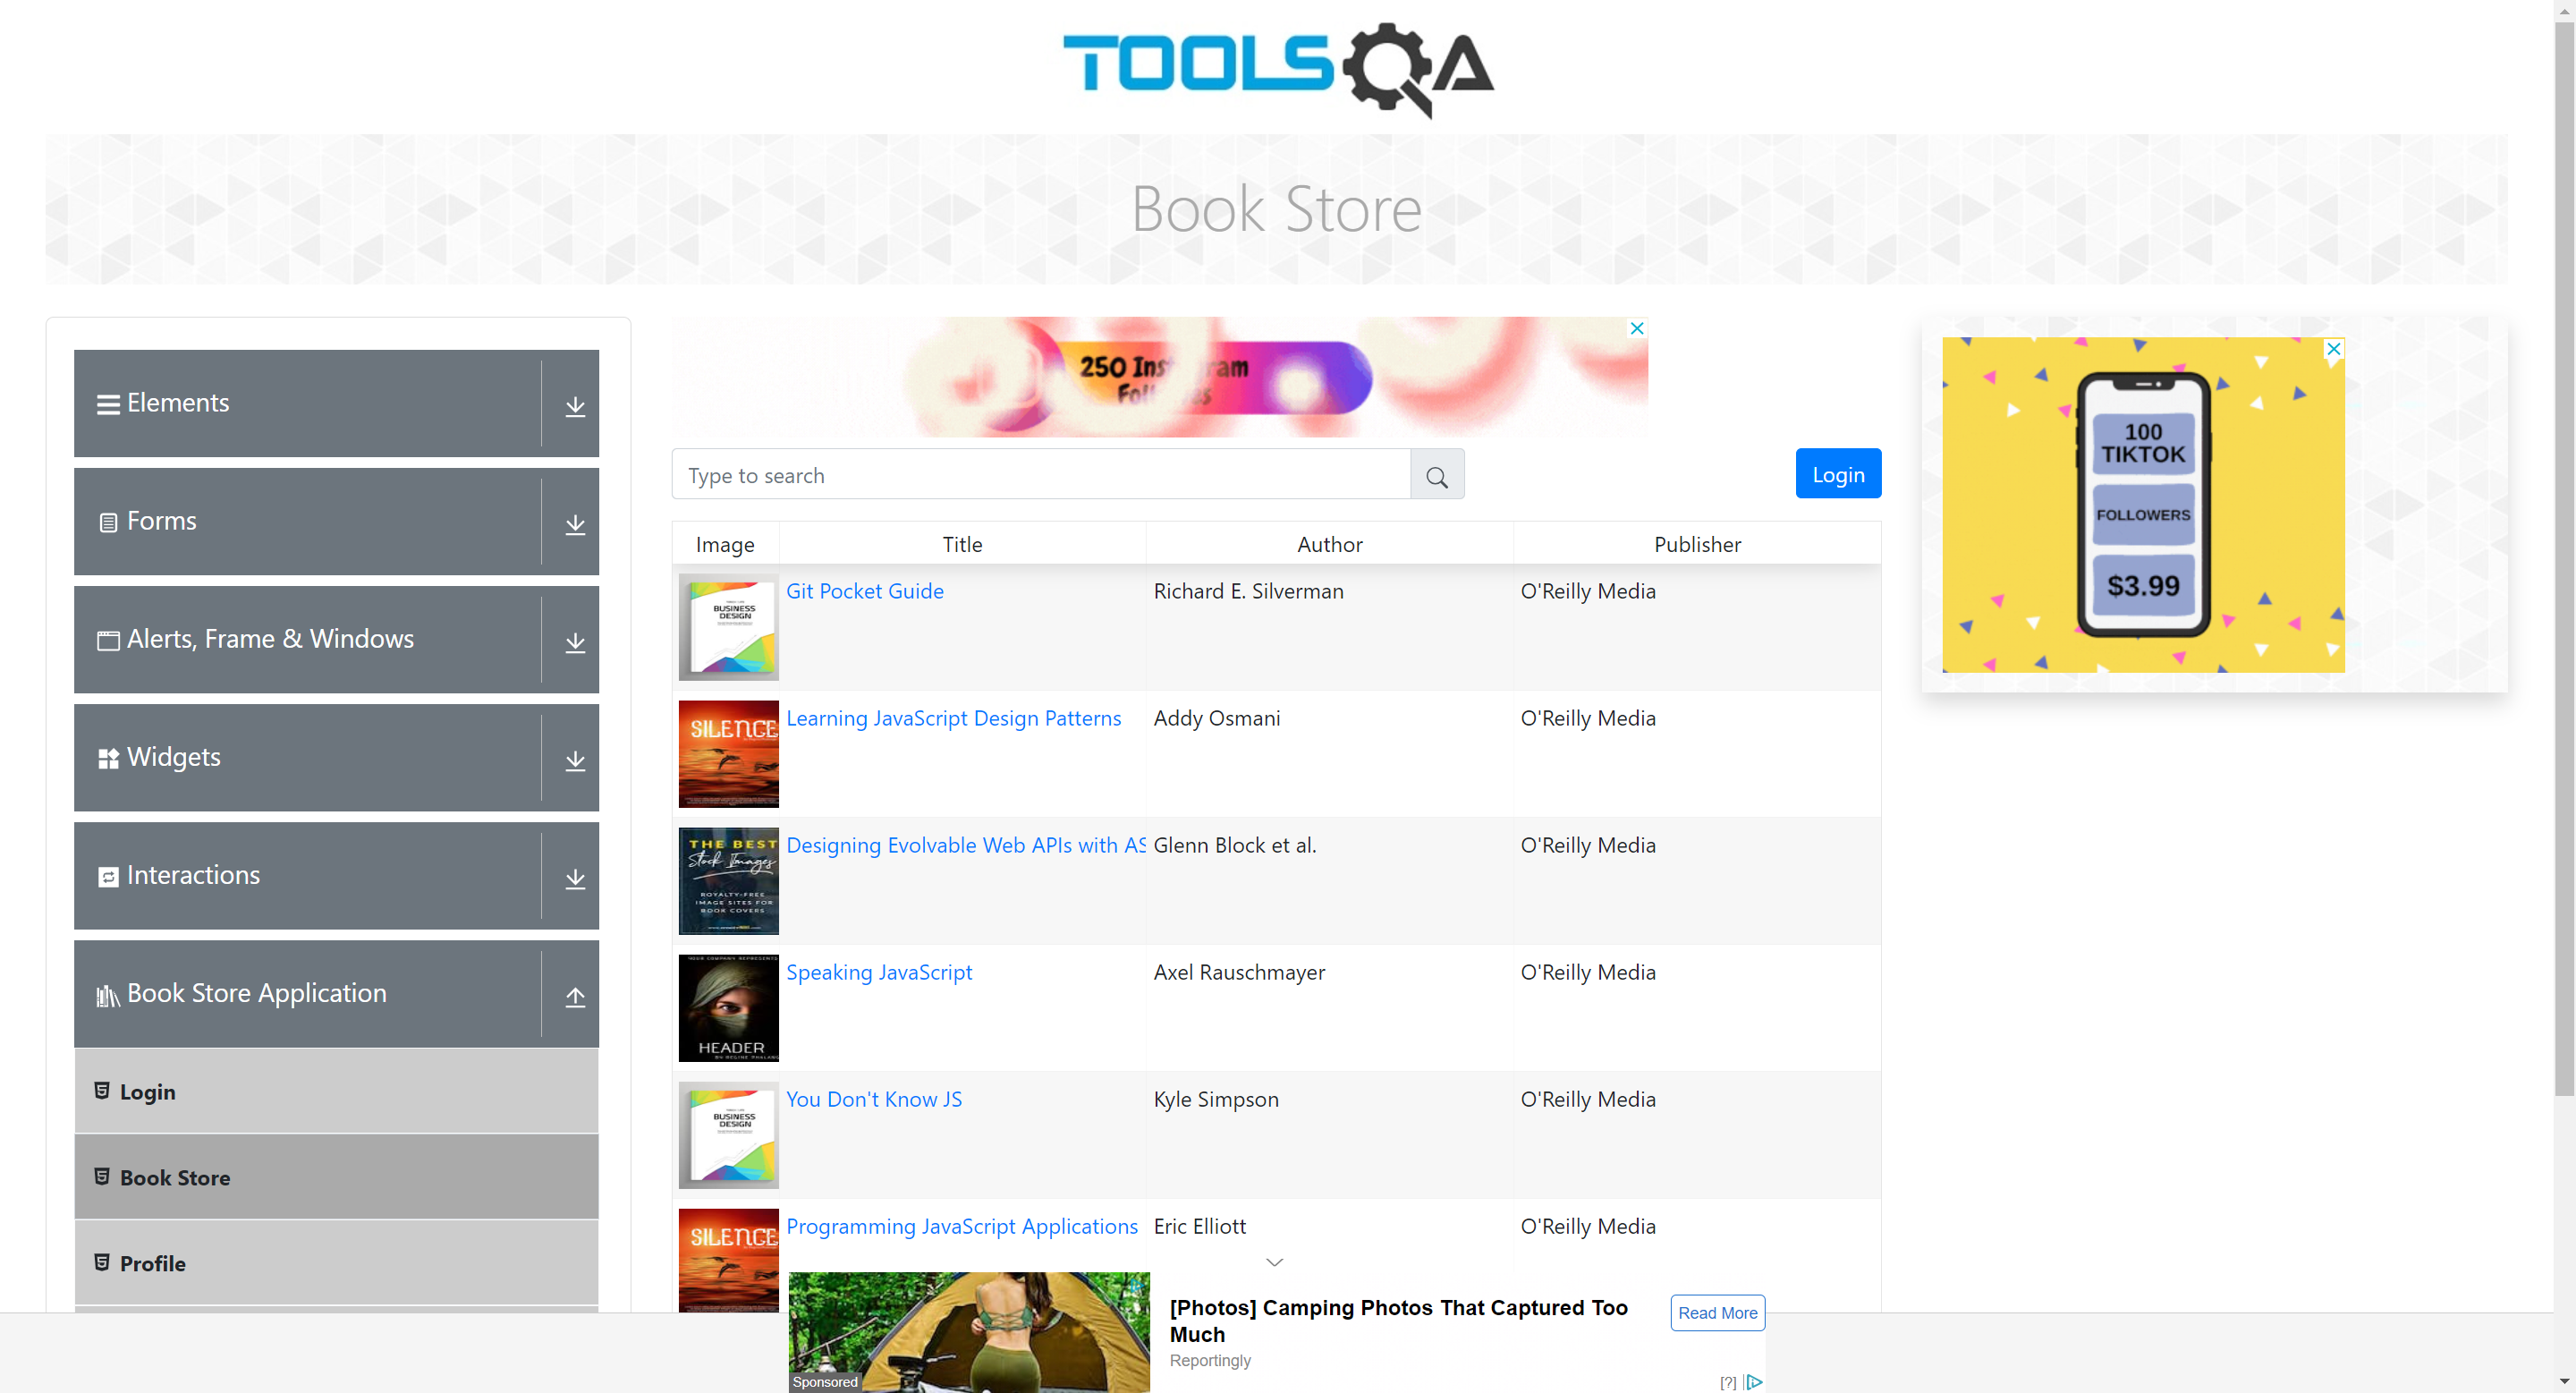 TOOLSQA
Book Store
Elements
Forms
Alerts, Frame & Windows
Widgets
Interactions
Book Store Application
Login
Book Store
Profile
250
Type to search
Login
Image Title Author Publisher
Git Pocket Guide Richard E. Silverman O'Reilly Media
BUSINESS
DESIGN
Learning JavaScript Design Patterns Addy Osmani O'Reilly Media
SILENCE
Designing Evolvable Web APIs with AS Glenn Block et al. O'Reilly Media
THE BEST
Stock Images
ROYALTY-FREE
IMAGE SITES FOR
BOOK COVERS
Speaking JavaScript Axel Rauschmayer O'Reilly Media
YOUR COMPANY REPRESENTS
HEADER
You Don't Know JS Kyle Simpson O'Reilly Media
BUSINESS
DESIGN
Programming JavaScript Applications Eric Elliott O'Reilly Media
SILENCE
100
TIKTOK
FOLLOWERS
$3.99
[Photos] Camping Photos That Captured Too
Much
Reportingly
Read More
Sponsored
[?]